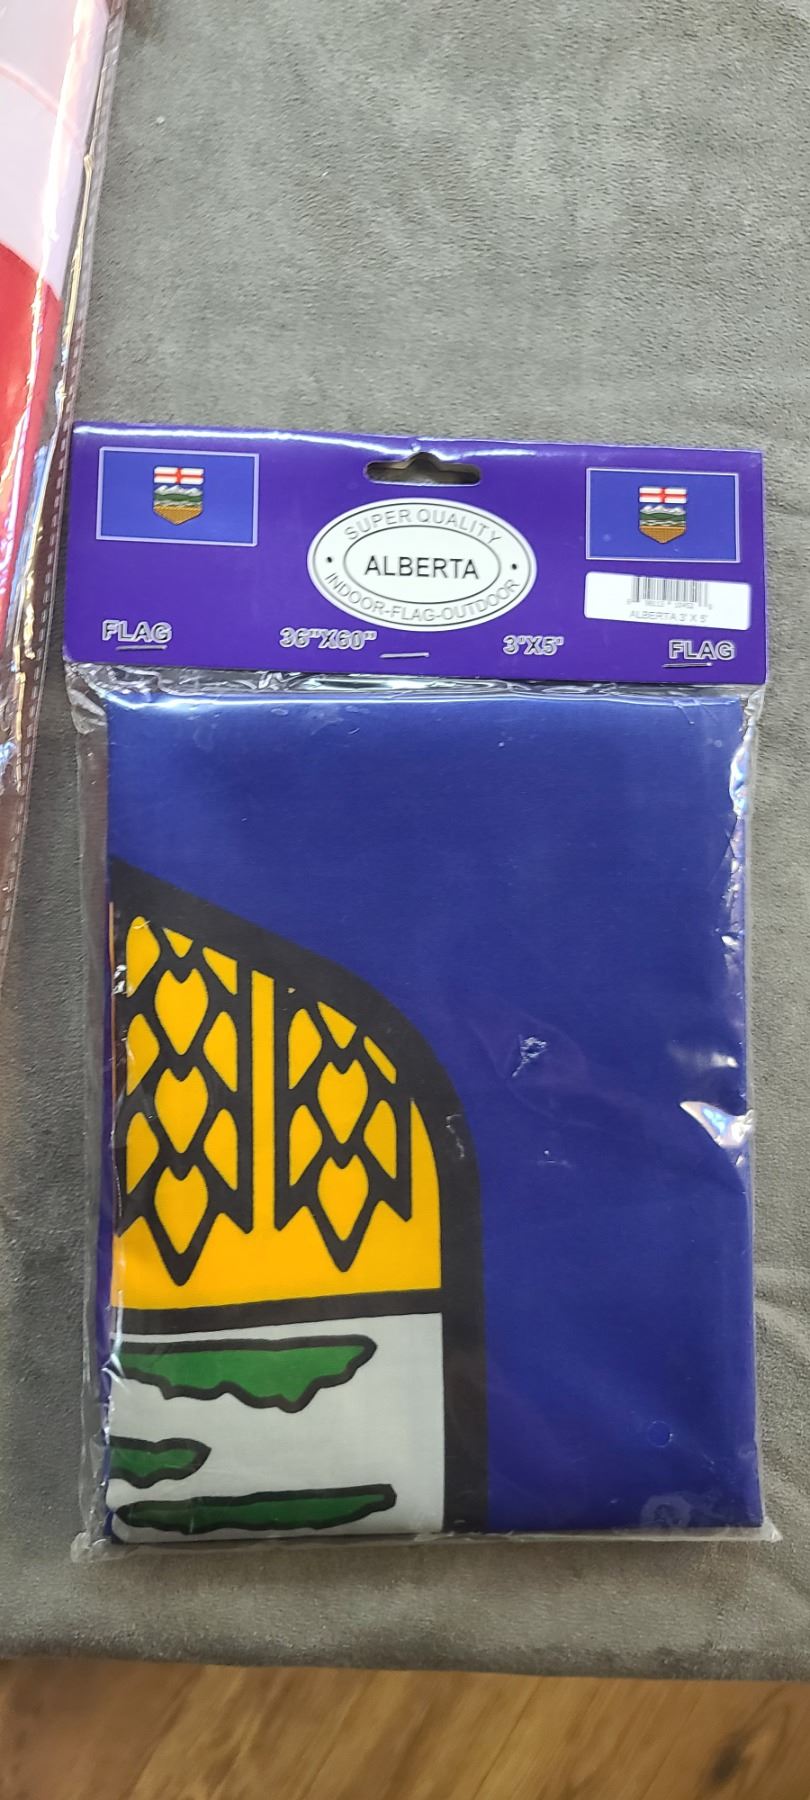 SUPER QUALITY
ALBERTA
INDOOR-FLAG-OUTDOOR
ALBERTA 3' X 5'
FLAG
36"X60"
3'X5'
FLAG